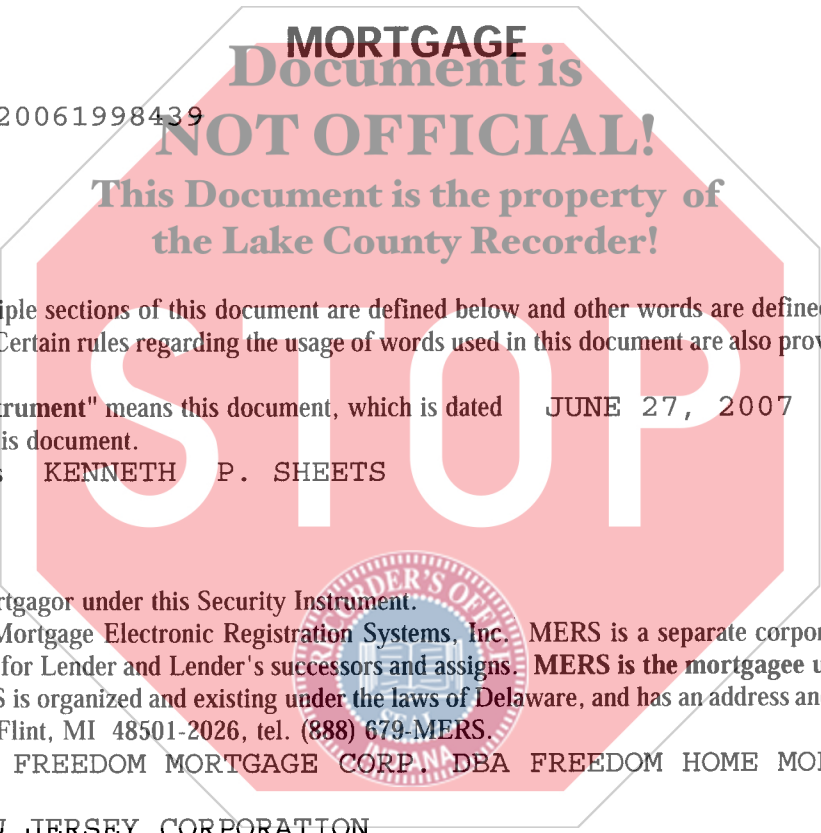 MORTGAGE
Document is
20061998439
NOT OFFICIAL!
This Document is the property of
the Lake County Recorder!
iple sections of this document are defined below and other words are define
Certain rules regarding the usage of words used in this document are also prov
STOP
trument" means this document, which is dated JUNE 27, 2007
is document.
s KENNETH P. SHEETS
rtgagor under this Security Instrument.
Mortgage Electronic Registration Systems, Inc. MERS is a separate corpor
for Lender and Lender's successors and assigns. MERS is the mortgagee u
S is organized and existing under the laws of Delaware, and has an address an
Flint, MI 48501-2026, tel. (888) 679-MERS.
RECORDER'S OFFICE
SEAL
INDIANA
FREEDOM MORTGAGE CORP. DBA FREEDOM HOME MO
JERSEY CORPORATION